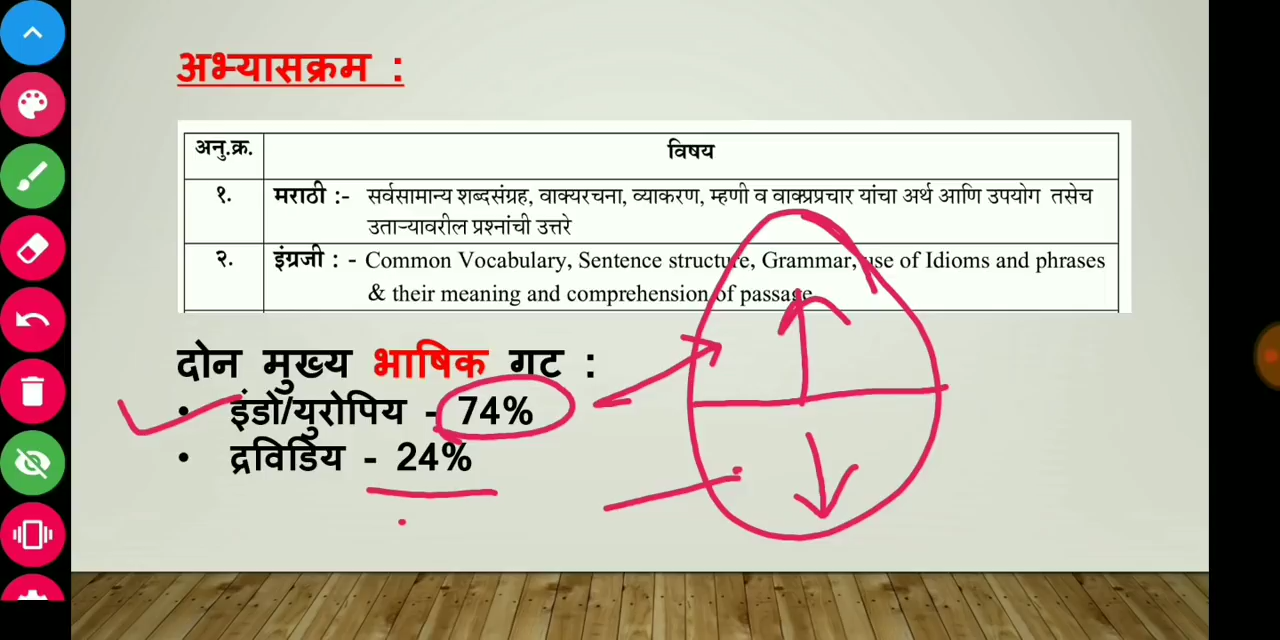 अभ्यासक्रम :
अनु.क्र. विषय
१. मराठी :- सर्वसामान्य शब्दसंग्रह, वाक्यरचना, व्याकरण, म्हणी व वाक्प्रप्रचार यांचा अर्थ आणि उपयोग तसेच
उताऱ्यावरील प्रश्नांची उत्तरे
२. इंग्रजी : - Common Vocabulary, Sentence structure, Grammar, use of Idioms and phrases
& their meaning and comprehension of passage
दोन मुख्य भाषिक गट :
• इंडो/युरोपिय - 74%
• द्रविडिय - 24%